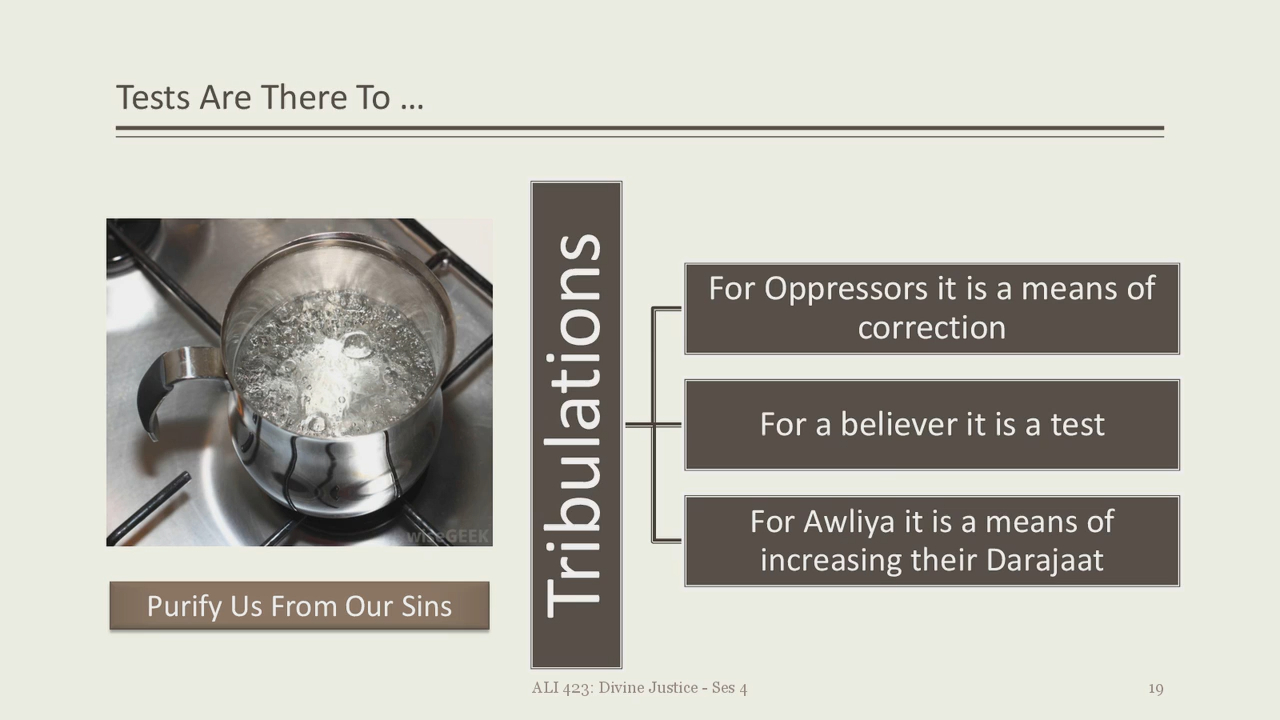 Tests Are There To ...
wiseGEEK
Purify Us From Our Sins
Tribulations
For Oppressors it is a means of
correction
For a believer it is a test
For Awliya it is a means of
increasing their Darajaat
ALI 423: Divine Justice - Ses 4
19